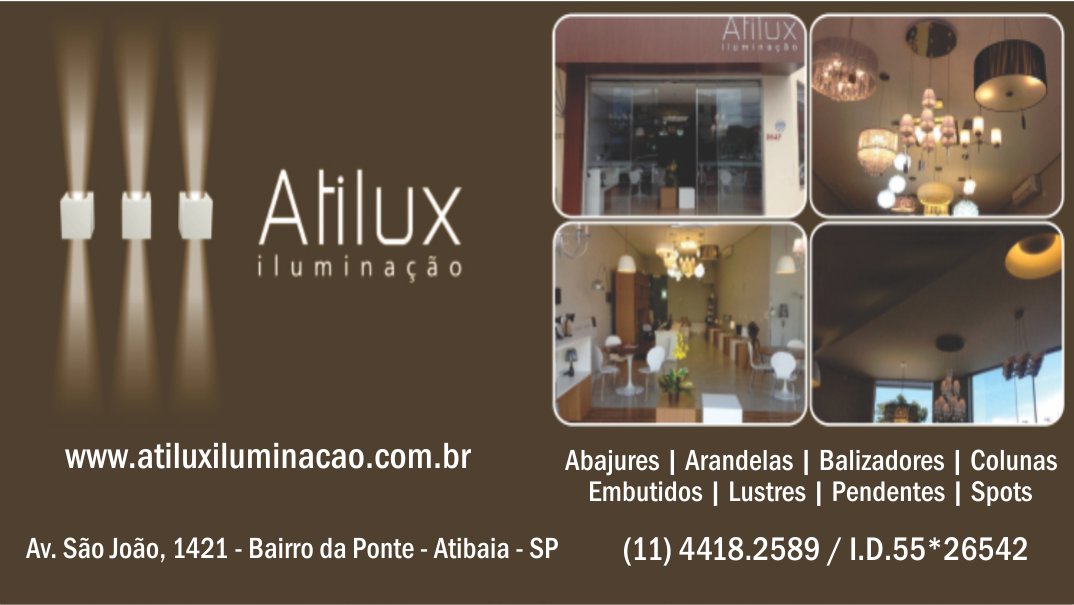 Atilux
iluminação
Atilux
iluminação
www.atiluxiluminacao.com.br
Abajures | Arandelas | Balizadores | Colunas
Embutidos | Lustres | Pendentes | Spots
Av. São João, 1421 - Bairro da Ponte - Atibaia - SP
(11) 4418.2589 / I.D.55*26542